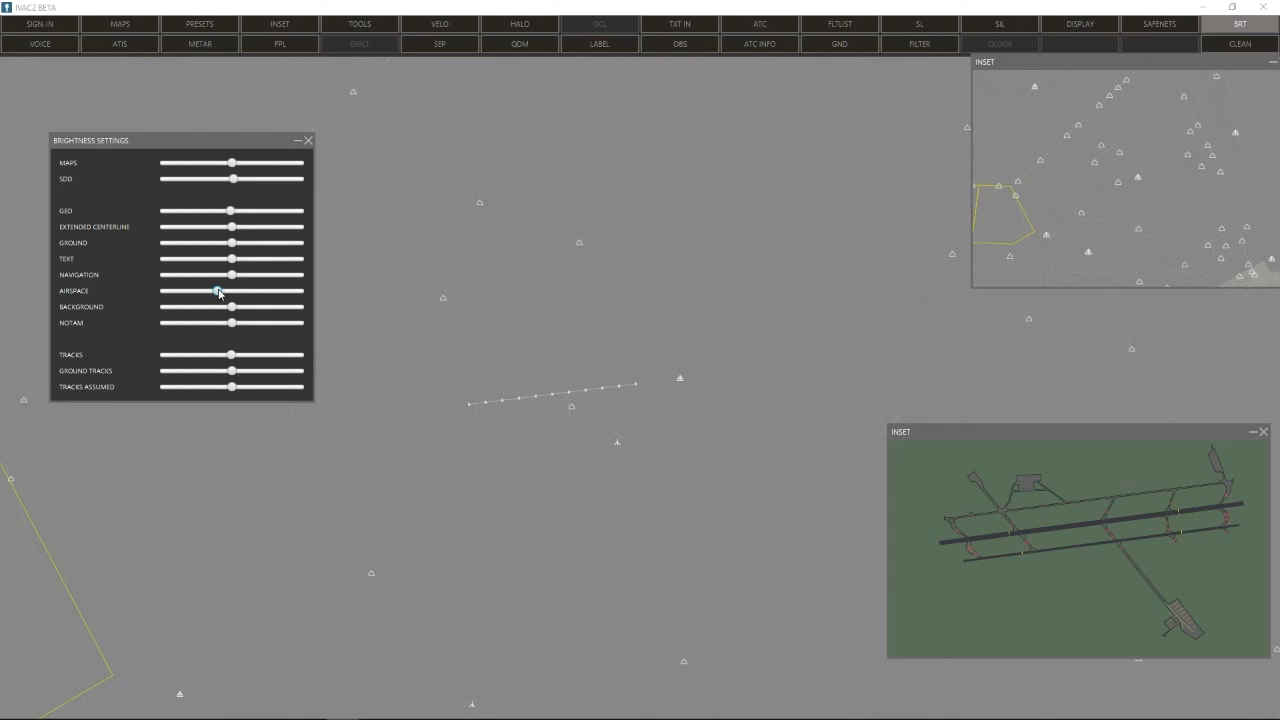 IVAC2 BETA
SIGN-IN MAPS PRESETS INSET TOOLS VELO HALO DCL TXT IN ATC FLTLIST SL SIL DISPLAY SAFENETS BRT
VOICE ATIS METAR FPL EXPLT SEP QDM LABEL OBS ATC INFO GND FILTER QLOOK CLEAN
INSET
BRIGHTNESS SETTINGS
MAPS
SDD
GEO
EXTENDED CENTERLINE
GROUND
TEXT
NAVIGATION
AIRSPACE
BACKGROUND
NOTAM
TRACKS
GROUND TRACKS
TRACKS ASSUMED
INSET